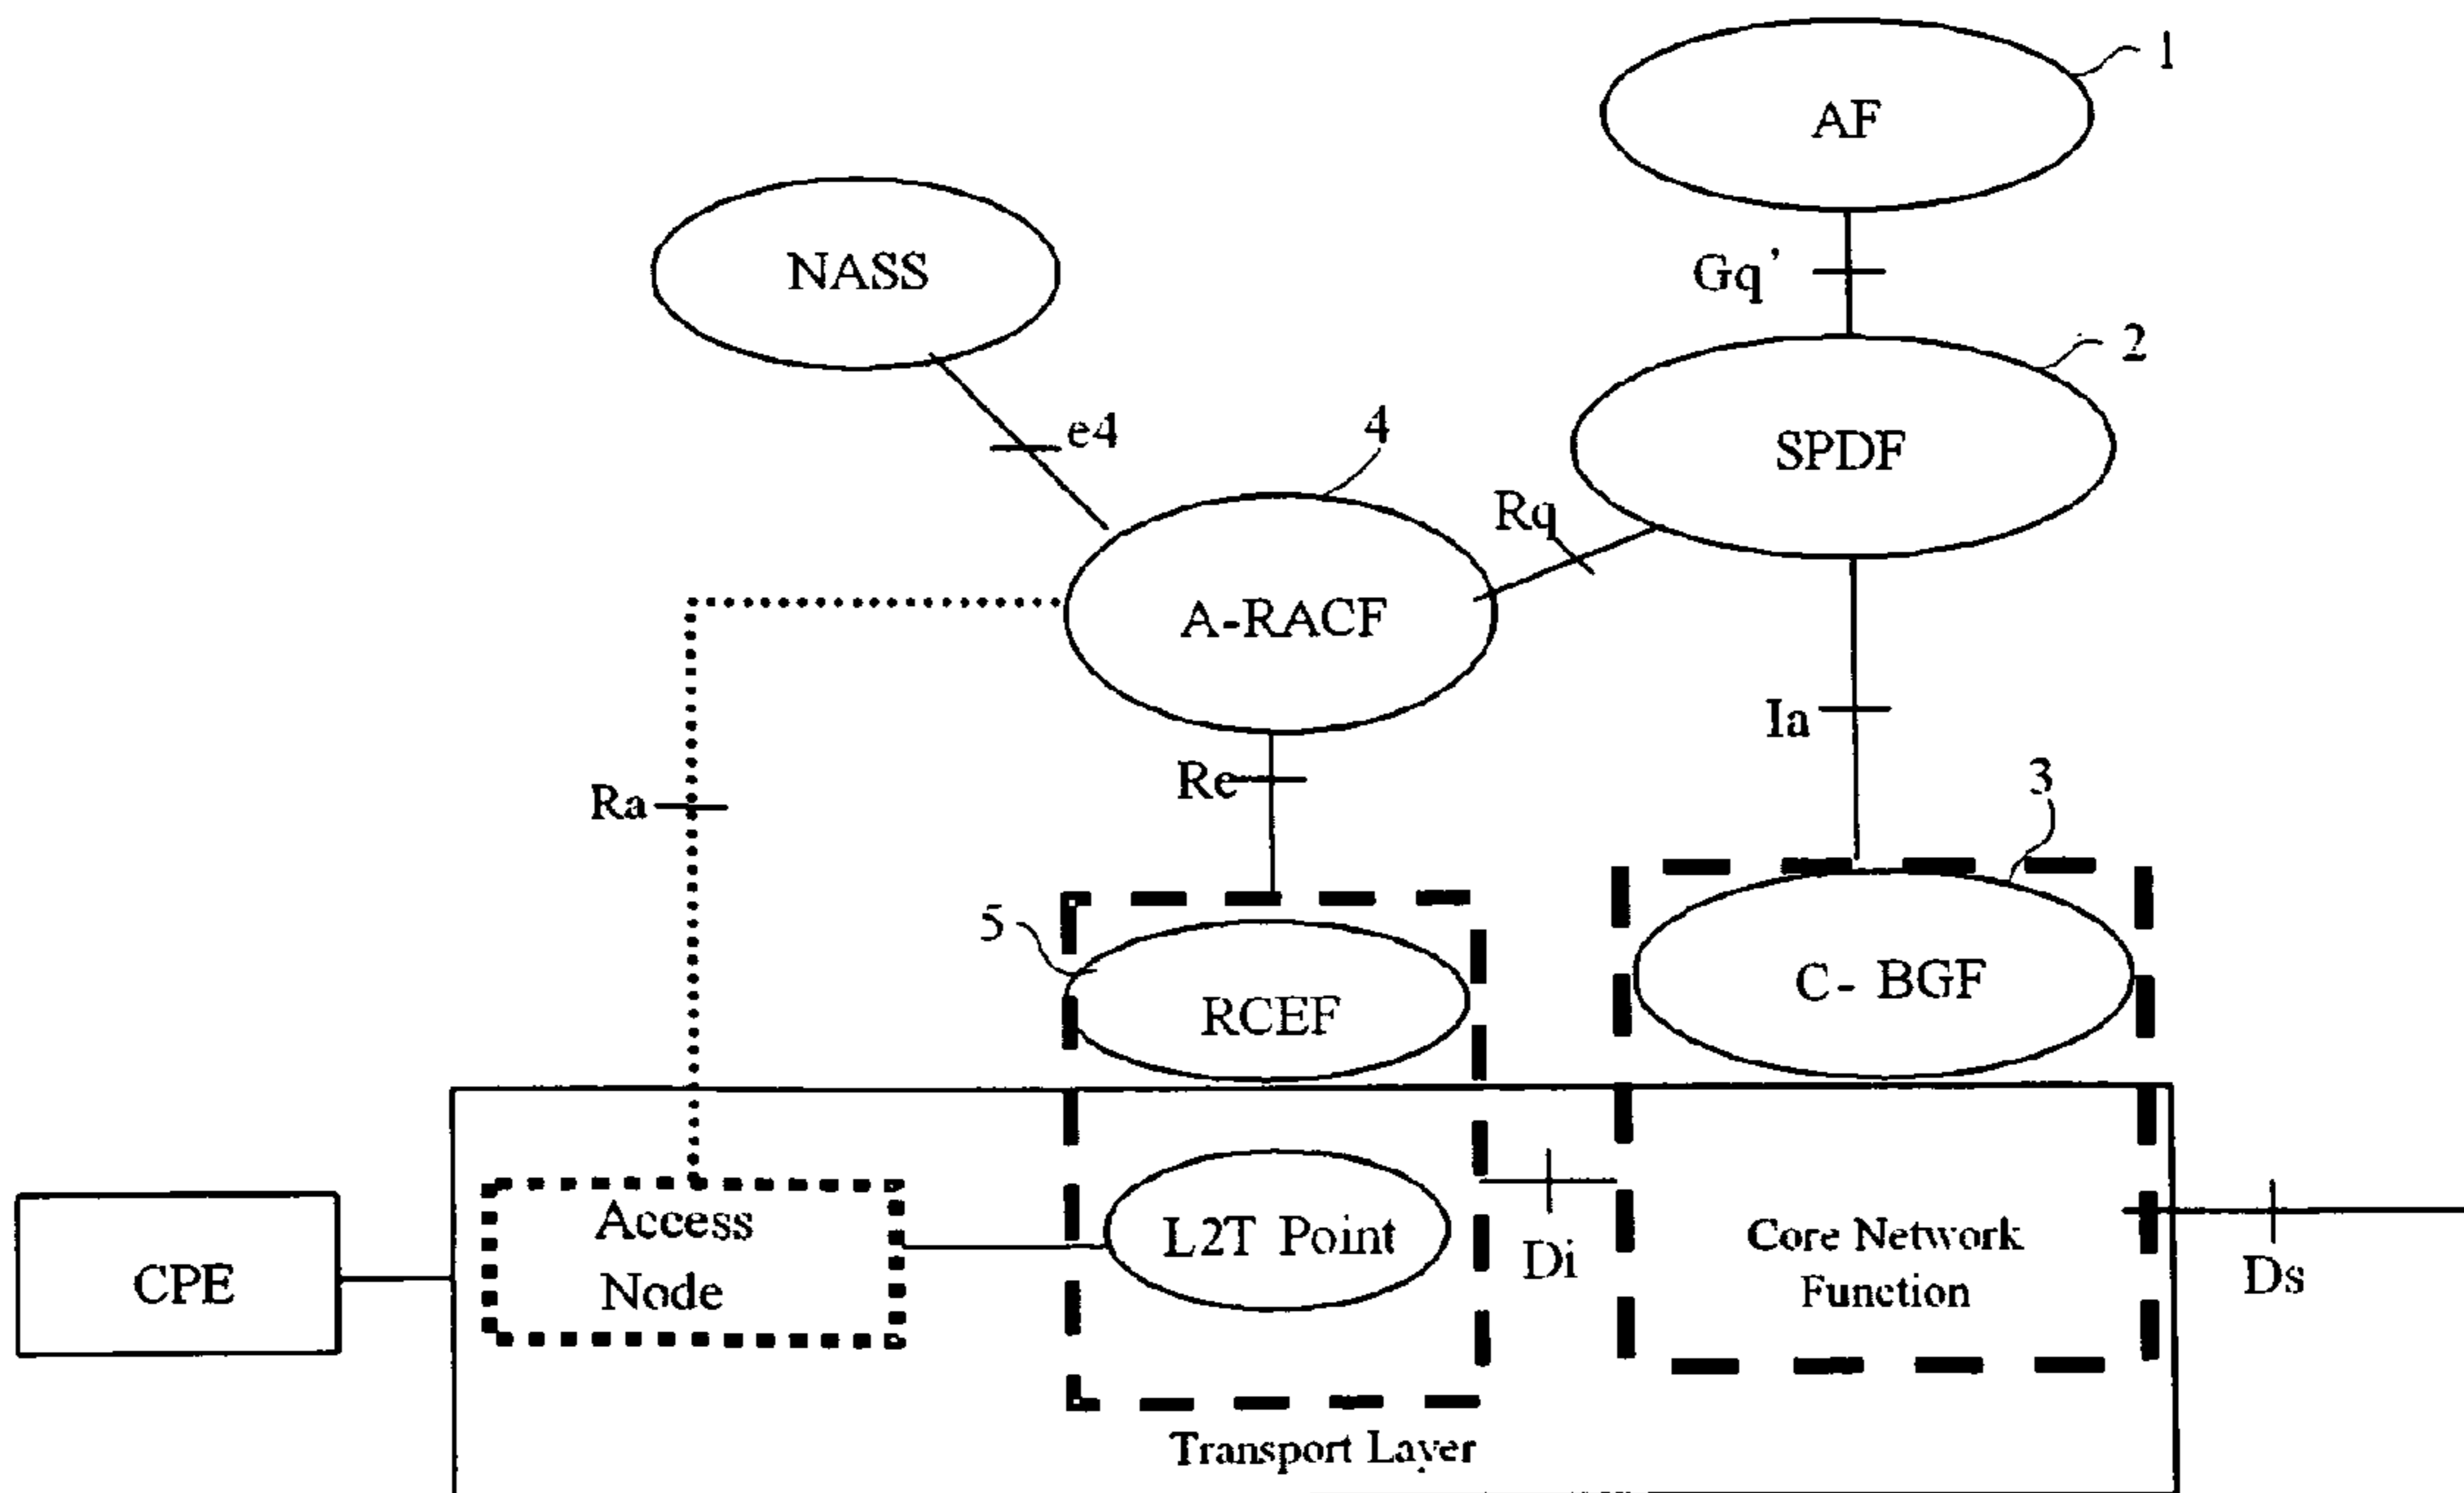 1
AF
NASS
Gq’
2
e4
4
SPDF
Rq
A-RACF
Ia
Re
Ra
3
5
C- BGF
RCEF
Access
Node
L2T Point
Di
Core Network
Function
Ds
CPE
Transport Layer